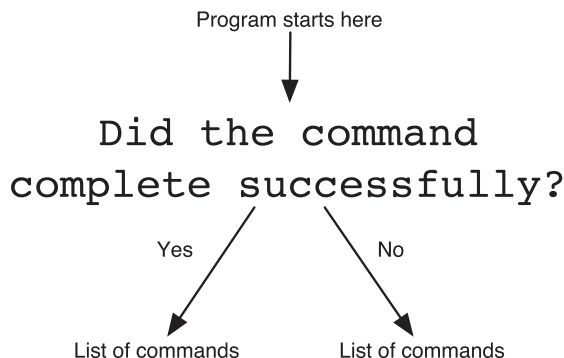 Program starts here
Did the command
complete successfully?
Yes
No
List of commands
List of commands